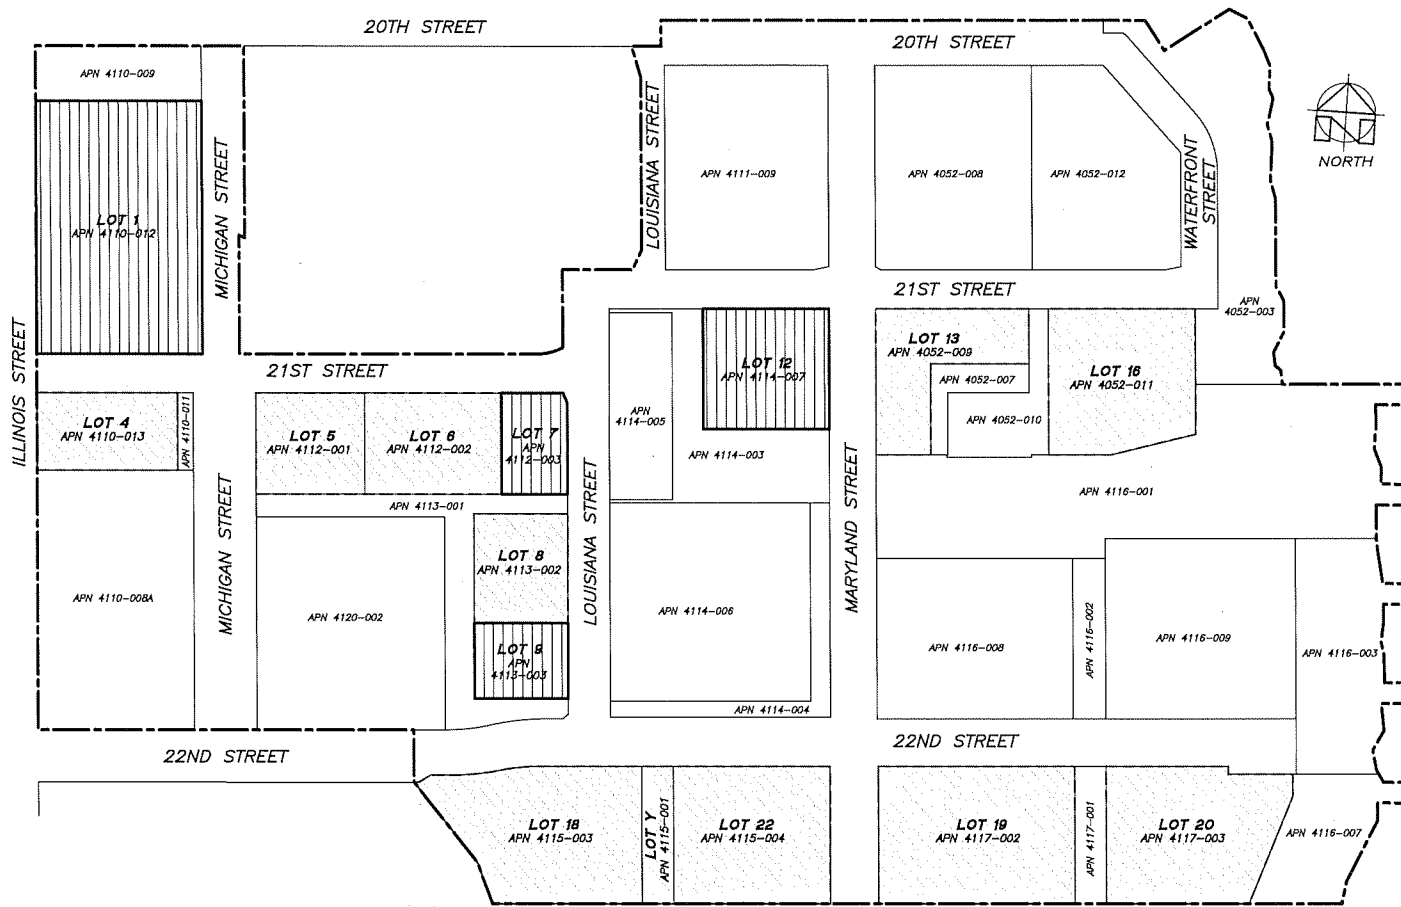 20TH STREET
20TH STREET
APN 4110-009
LOUISIANA STREET
MICHIGAN STREET
LOT 1
APN 4110-012
APN 4111-009
APN 4052-008
APN 4052-012
WATERFRONT
STREET
NORTH
21ST STREET
APN
4052-003
ILLINOIS STREET
21ST STREET
LOT 12
APN 4114-007
LOT 13
APN 4052-009
APN 4052-007
APN 4052-010
LOT 16
APN 4052-011
LOT 4
APN 4110-013
APN 4110-011
LOT 5
APN 4112-001
LOT 6
APN 4112-002
LOT 7
APN
4112-003
APN
4114-005
APN 4114-003
APN 4113-001
APN 4116-001
LOUISIANA STREET
MARYLAND STREET
MICHIGAN STREET
LOT 8
APN 4113-002
APN 4110-008A
APN 4120-002
LOT 9
APN
4113-003
APN 4114-006
APN 4114-004
APN 4116-008
APN 4116-002
APN 4116-009
APN 4116-003
22ND STREET
22ND STREET
LOT 18
APN 4115-003
LOT Y
APN 4115-001
LOT 22
APN 4115-004
LOT 19
APN 4117-002
APN 4117-001
LOT 20
APN 4117-003
APN 4116-007